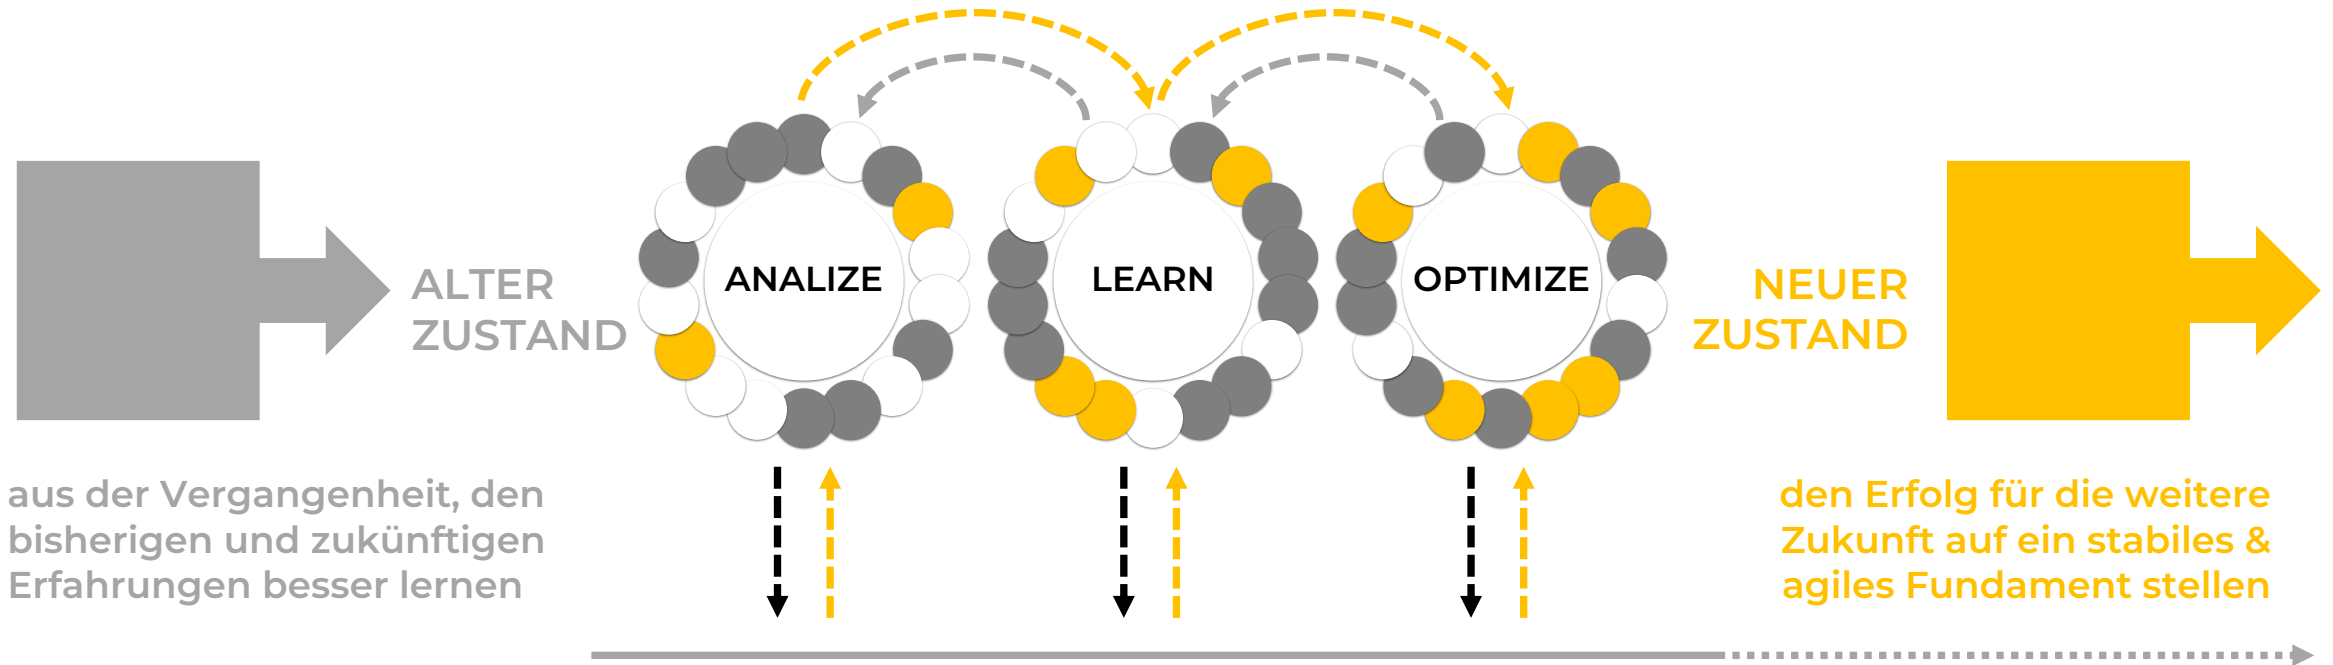 ALTER
ZUSTAND
aus der Vergangenheit, den
bisherigen und zukünftigen
Erfahrungen besser lernen
ANALIZE
LEARN
OPTIMIZE
NEUER
ZUSTAND
den Erfolg für die weitere
Zukunft auf ein stabiles &
agiles Fundament stellen